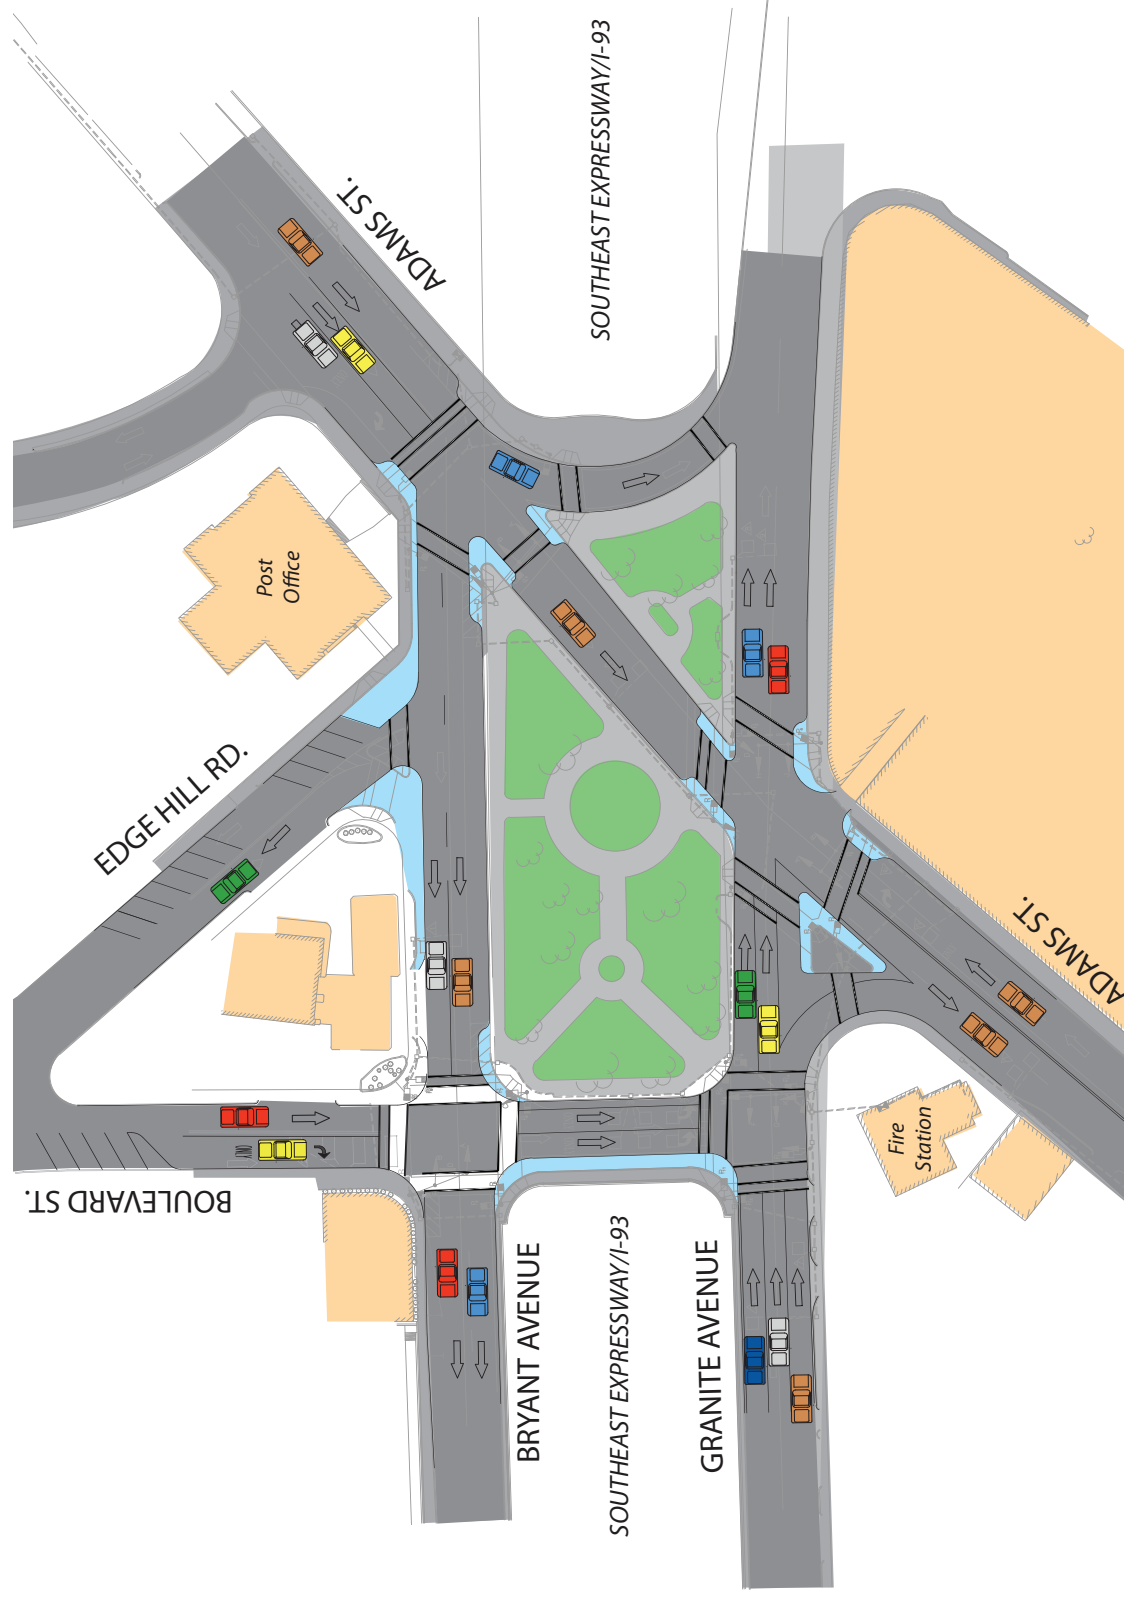 SOUTHEAST EXPRESSWAY/I-93
ADAMS ST.
Post
Office
EDGE HILL RD.
ADAMS ST.
Fire
Station
BOULEVARD ST.
BRYANT AVENUE
SOUTHEAST EXPRESSWAY/I-93
GRANITE AVENUE